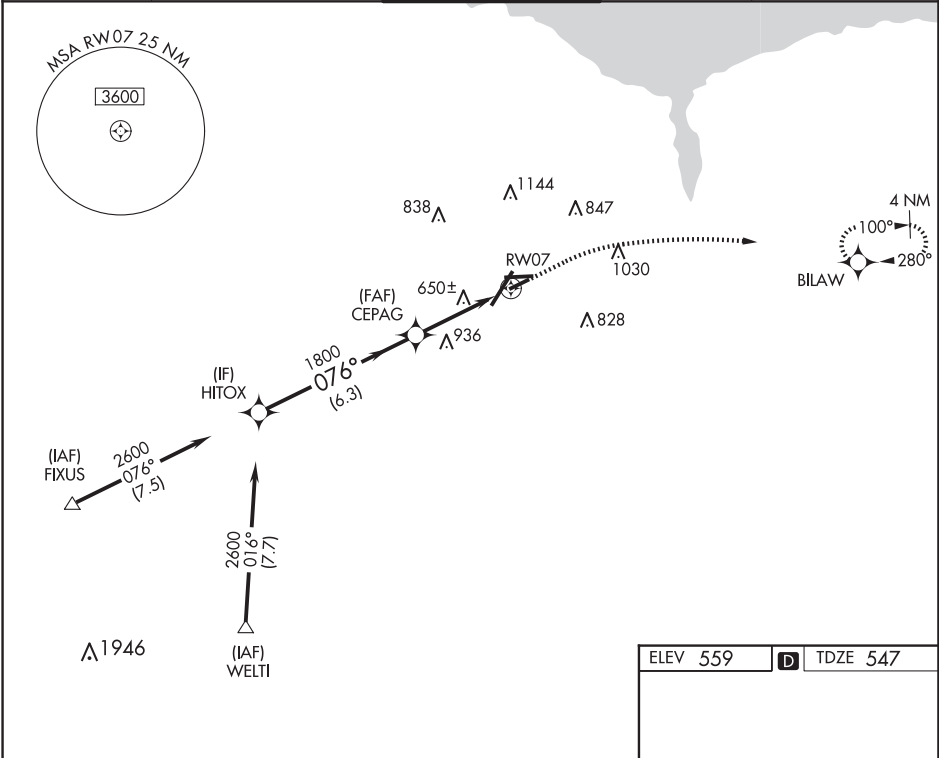 MSA RW07 25 NM
3600
1144
838
847
4 NM
100°
RW07
280°
1030
BILAW
650±
(FAF)
CEPAG
828
936
1800
076°
(6.3)
(IF)
HITOX
2600
076°
(7.5)
(IAF)
FIXUS
2600
016°
(7.7)
1946
(IAF)
WELTI
ELEV 559 D TDZE 547